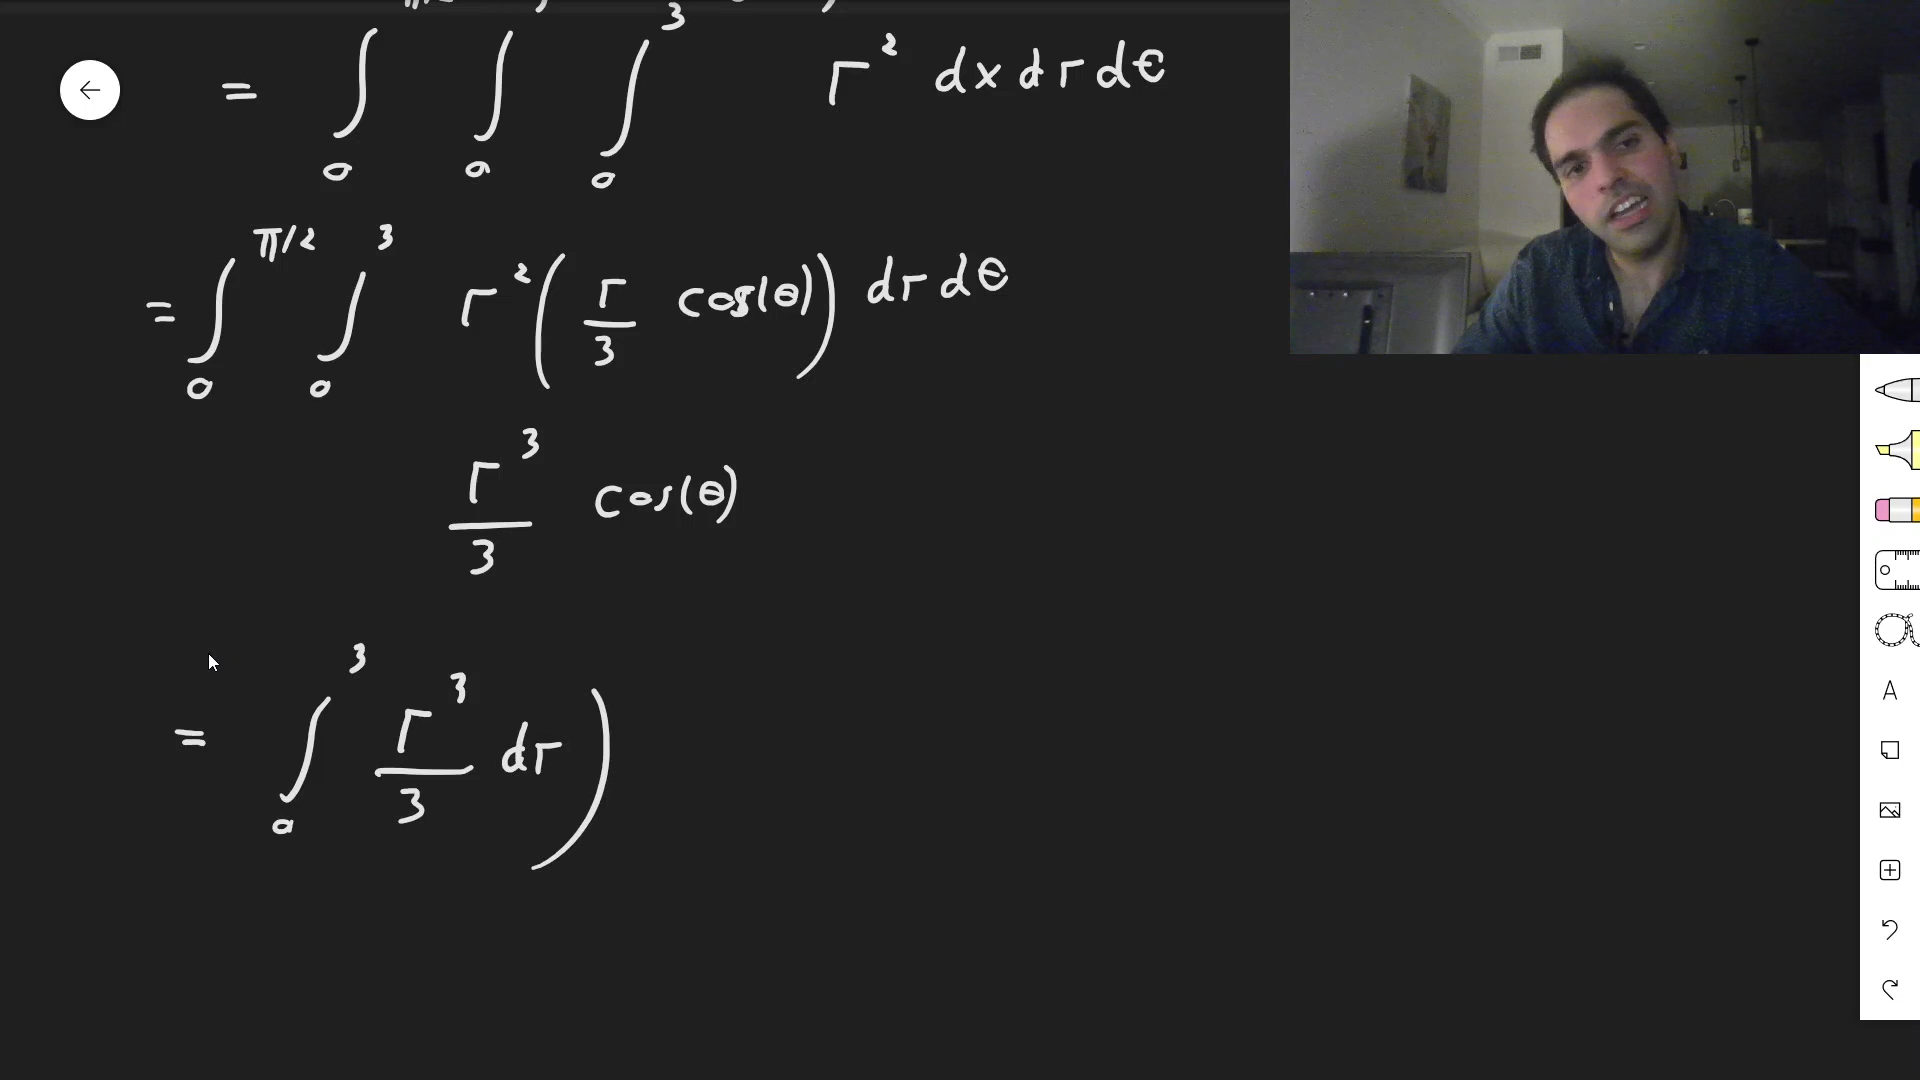 = ∫₀ ∫₀ ∫₀³ r² dx dr dθ
= ∫₀^π/2 ∫₀³ r² (r/3 cos(θ)) dr dθ
r³/3 cos(θ)
= ∫₀³ r³/3 dr)
A